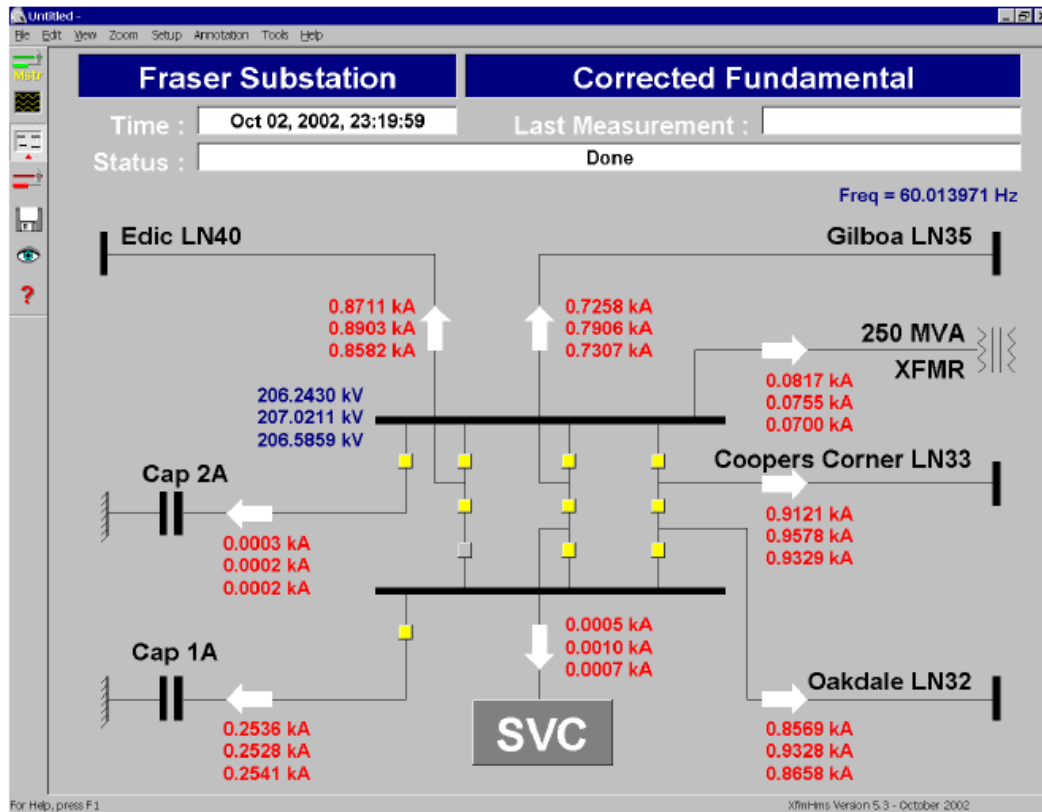 Untitled -
File Edit View Zoom Setup Annotation Tools Help
Mstr
Fraser Substation
Corrected Fundamental
Time : Oct 02, 2002, 23:19:59
Last Measurement :
Status : Done
Freq = 60.013971 Hz
Edic LN40
Gilboa LN35
0.8711 kA
0.8903 kA
0.8582 kA
0.7258 kA
0.7906 kA
0.7307 kA
250 MVA
XFMR
0.0817 kA
0.0755 kA
0.0700 kA
206.2430 kV
207.0211 kV
206.5859 kV
Cap 2A
Coopers Corner LN33
0.0003 kA
0.0002 kA
0.0002 kA
0.9121 kA
0.9578 kA
0.9329 kA
Cap 1A
0.0005 kA
0.0010 kA
0.0007 kA
Oakdale LN32
0.2536 kA
0.2528 kA
0.2541 kA
SVC
0.8569 kA
0.9328 kA
0.8658 kA
For Help, press F1
XfmHms Version 5.3 - October 2002